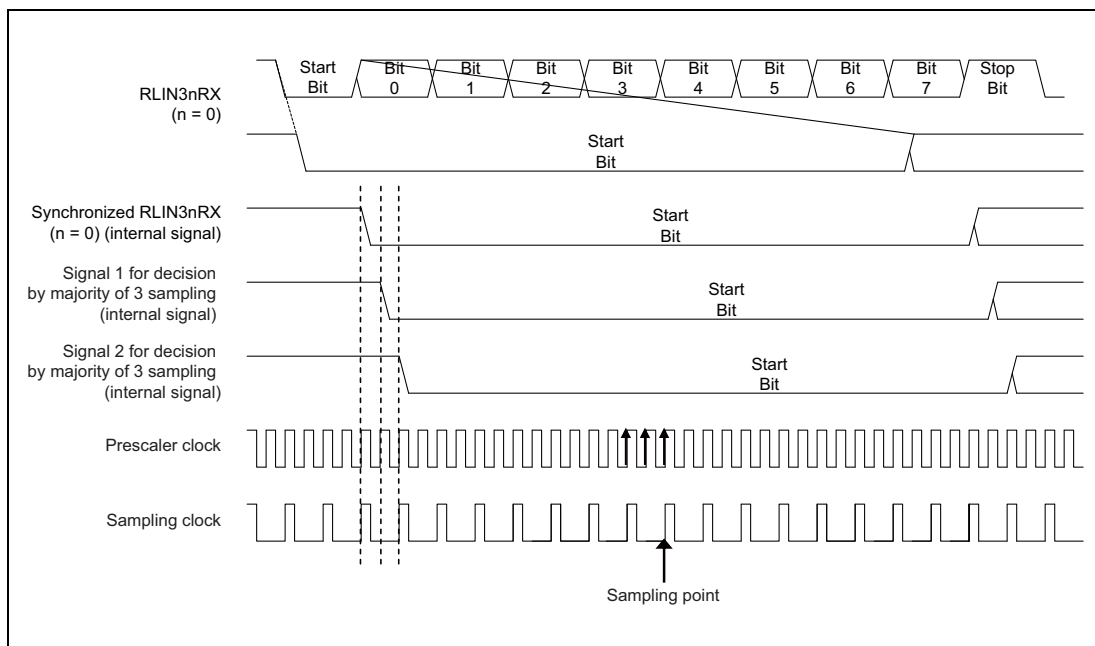 RLIN3nRX
(n = 0)
Start
Bit
Bit
0
Bit
1
Bit
2
Bit
3
Bit
4
Bit
5
Bit
6
Bit
7
Stop
Bit
Start
Bit
Synchronized RLIN3nRX
(n = 0) (internal signal)
Start
Bit
Signal 1 for decision
by majority of 3 sampling
(internal signal)
Start
Bit
Signal 2 for decision
by majority of 3 sampling
(internal signal)
Start
Bit
Prescaler clock
Sampling clock
Sampling point